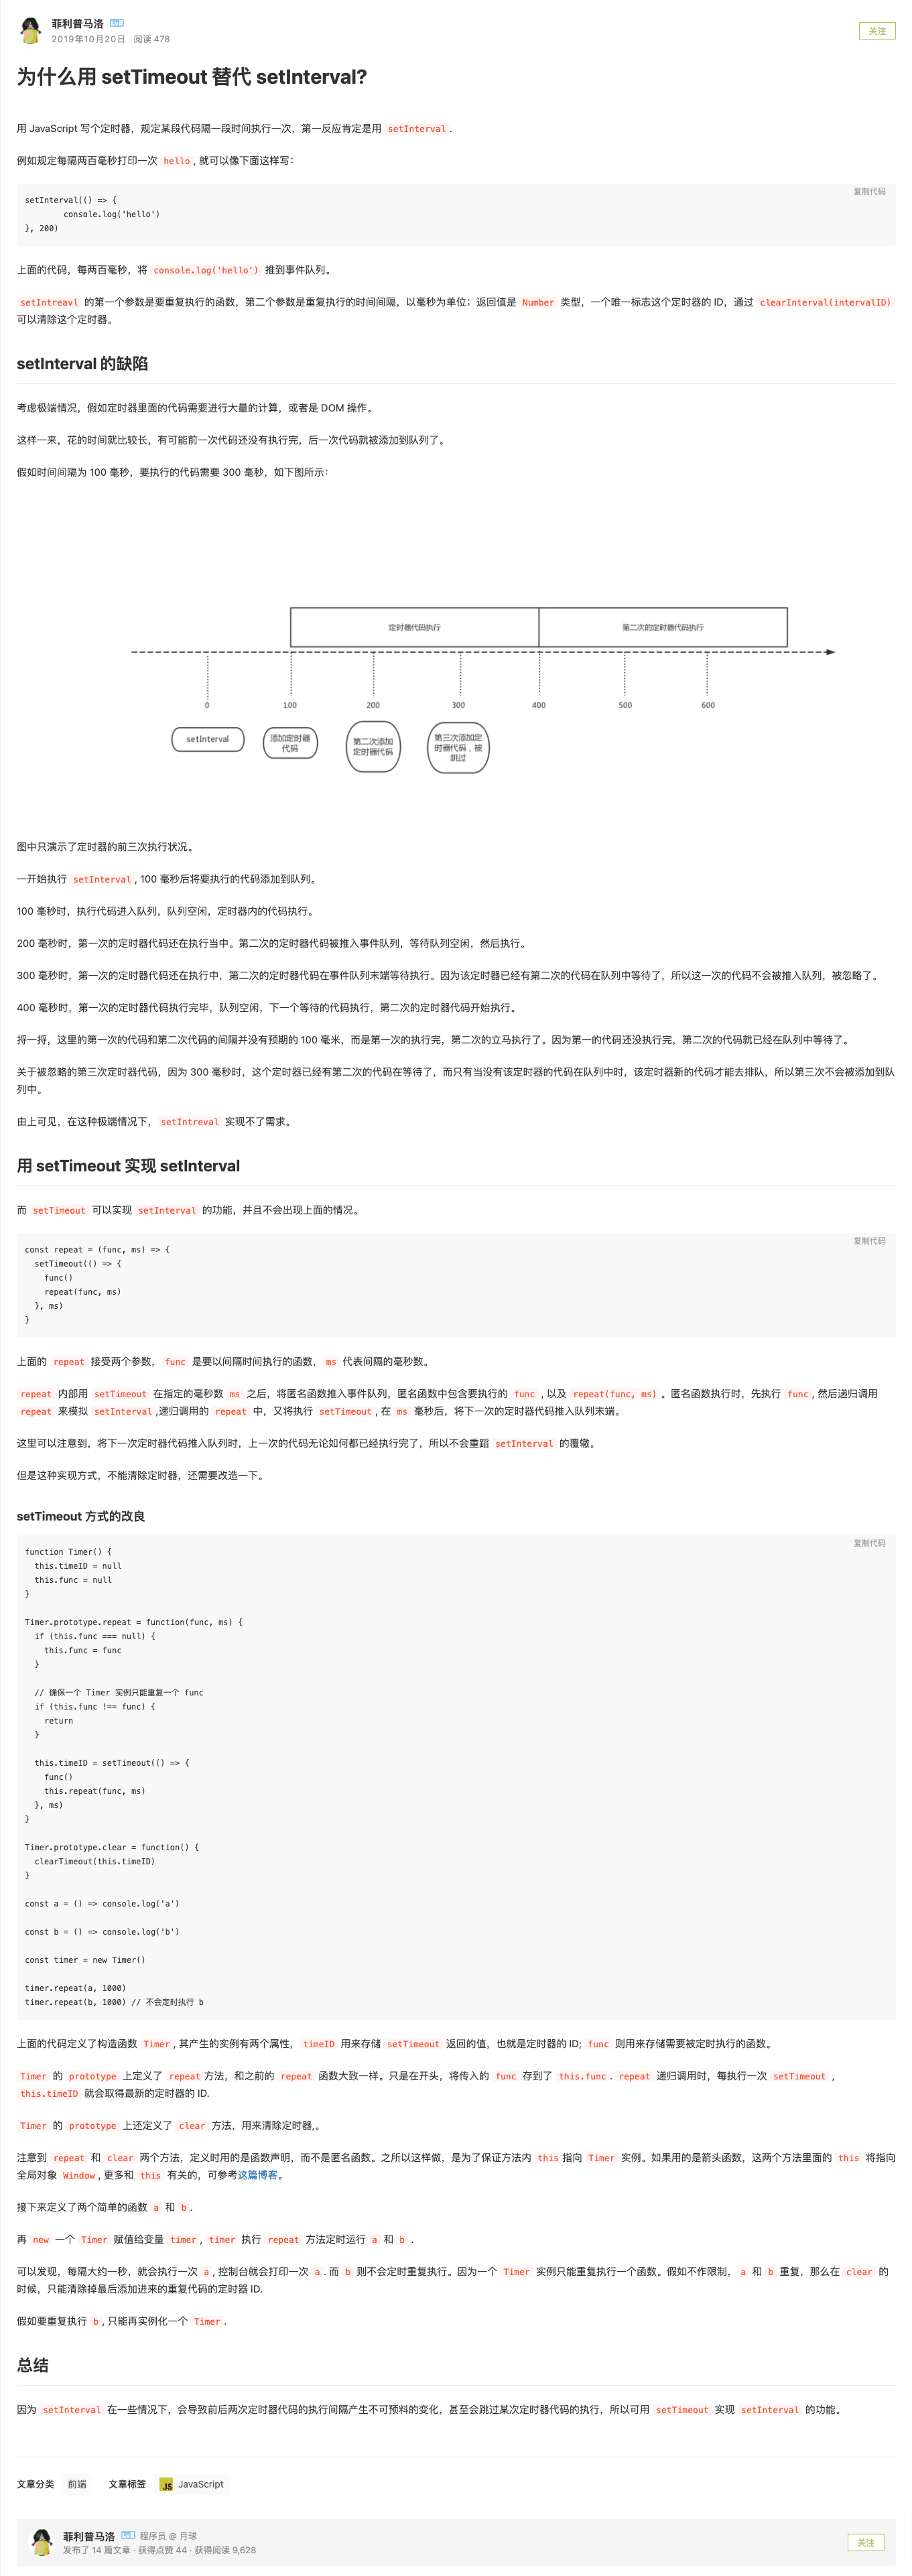 菲利普马洛
2019年10月20日 阅读 478
关注
为什么用 setTimeout 替代 setInterval?
用 JavaScript 写个定时器，规定某段代码隔一段时间执行一次，第一反应肯定是用 setInterval.
例如规定每隔两百毫秒打印一次 hello, 就可以像下面这样写：
复制代码
setInterval(() => {
        console.log('hello')
}, 200)
上面的代码，每两百毫秒，将 console.log('hello') 推到事件队列。
setIntreavl 的第一个参数是要重复执行的函数，第二个参数是重复执行的时间间隔，以毫秒为单位；返回值是 Number 类型，一个唯一标志这个定时器的 ID，通过 clearInterval(intervalID)
可以清除这个定时器。
setInterval 的缺陷
考虑极端情况，假如定时器里面的代码需要进行大量的计算，或者是 DOM 操作。
这样一来，花的时间就比较长，有可能前一次代码还没有执行完，后一次代码就被添加到队列了。
假如时间间隔为 100 毫秒，要执行的代码需要 300 毫秒，如下图所示：
定时器代码执行
第二次的定时器代码执行
0 100 200 300 400 500 600
setInterval
添加定时器
代码
第二次添加
定时器代码
第三次添加定
时器代码，被
跳过
图中只演示了定时器的前三次执行状况。
一开始执行 setInterval, 100 毫秒后将要执行的代码添加到队列。
100 毫秒时，执行代码进入队列，队列空闲，定时器内的代码执行。
200 毫秒时，第一次的定时器代码还在执行当中。第二次的定时器代码被推入事件队列，等待队列空闲，然后执行。
300 毫秒时，第一次的定时器代码还在执行中，第二次的定时器代码在事件队列末端等待执行。因为该定时器已经有第二次的代码在队列中等待了，所以这一次的代码不会被推入队列，被忽略了。
400 毫秒时，第一次的定时器代码执行完毕，队列空闲，下一个等待的代码执行，第二次的定时器代码开始执行。
捋一捋，这里的第一次的代码和第二次代码的间隔并没有预期的 100 毫米，而是第一次的执行完，第二次的立马执行了。因为第一的代码还没执行完，第二次的代码就已经在队列中等待了。
关于被忽略的第三次定时器代码，因为 300 毫秒时，这个定时器已经有第二次的代码在等待了，而只有当没有该定时器的代码在队列中时，该定时器新的代码才能去排队，所以第三次不会被添加到队
列中。
由上可见，在这种极端情况下，setIntreval 实现不了需求。
用 setTimeout 实现 setInterval
而 setTimeout 可以实现 setInterval 的功能，并且不会出现上面的情况。
复制代码
const repeat = (func, ms) => {
  setTimeout(() => {
    func()
    repeat(func, ms)
  }, ms)
}
上面的 repeat 接受两个参数，func 是要以间隔时间执行的函数，ms 代表间隔的毫秒数。
repeat 内部用 setTimeout 在指定的毫秒数 ms 之后，将匿名函数推入事件队列，匿名函数中包含要执行的 func, 以及 repeat(func, ms)。匿名函数执行时，先执行 func, 然后递归调用
repeat 来模拟 setInterval,递归调用的 repeat 中，又将执行 setTimeout, 在 ms 毫秒后，将下一次的定时器代码推入队列末端。
这里可以注意到，将下一次定时器代码推入队列时，上一次的代码无论如何都已经执行完了，所以不会重蹈 setInterval 的覆辙。
但是这种实现方式，不能清除定时器，还需要改造一下。
setTimeout 方式的改良
复制代码
function Timer() {
  this.timeID = null
  this.func = null
}
Timer.prototype.repeat = function(func, ms) {
  if (this.func === null) {
    this.func = func
  }
  // 确保一个 Timer 实例只能重复一个 func
  if (this.func !== func) {
    return
  }
  this.timeID = setTimeout(() => {
    func()
    this.repeat(func, ms)
  }, ms)
}
Timer.prototype.clear = function() {
  clearTimeout(this.timeID)
}
const a = () => console.log('a')
const b = () => console.log('b')
const timer = new Timer()
timer.repeat(a, 1000)
timer.repeat(b, 1000) // 不会定时执行 b
上面的代码定义了构造函数 Timer, 其产生的实例有两个属性，timeID 用来存储 setTimeout 返回的值，也就是定时器的 ID; func 则用来存储需要被定时执行的函数。
Timer 的 prototype 上定义了 repeat 方法，和之前的 repeat 函数大致一样。只是在开头，将传入的 func 存到了 this.func. repeat 递归调用时，每执行一次 setTimeout,
this.timeID 就会取得最新的定时器的 ID.
Timer 的 prototype 上还定义了 clear 方法，用来清除定时器,。
注意到 repeat 和 clear 两个方法，定义时用的是函数声明，而不是匿名函数。之所以这样做，是为了保证方法内 this 指向 Timer 实例。如果用的是箭头函数，这两个方法里面的 this 将指向
全局对象 Window, 更多和 this 有关的，可参考这篇博客。
接下来定义了两个简单的函数 a 和 b.
再 new 一个 Timer 赋值给变量 timer, timer 执行 repeat 方法定时运行 a 和 b .
可以发现，每隔大约一秒，就会执行一次 a, 控制台就会打印一次 a. 而 b 则不会定时重复执行。因为一个 Timer 实例只能重复执行一个函数。假如不作限制，a 和 b 重复，那么在 clear 的
时候，只能清除掉最后添加进来的重复代码的定时器 ID.
假如要重复执行 b, 只能再实例化一个 Timer.
总结
因为 setInterval 在一些情况下，会导致前后两次定时器代码的执行间隔产生不可预料的变化，甚至会跳过某次定时器代码的执行，所以可用 setTimeout 实现 setInterval 的功能。
文章分类 前端 文章标签 JS JavaScript
菲利普马洛 程序员 @ 月球
发布了 14 篇文章 · 获得点赞 44 · 获得阅读 9,628
关注